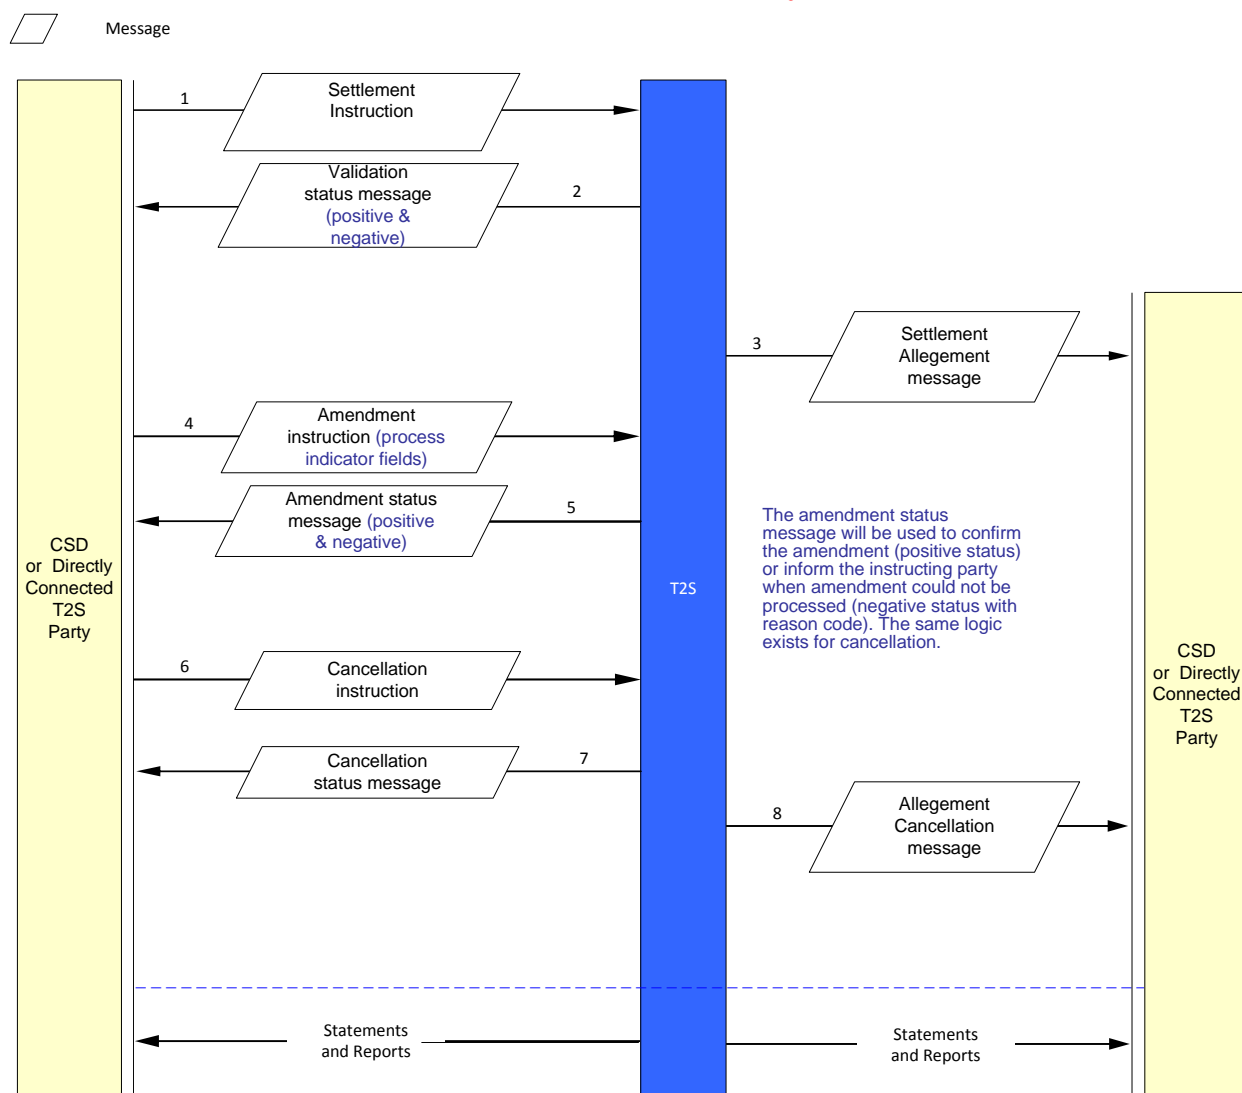 Message
1
Settlement
Instruction
Validation
status message
(positive &
negative)
2
3
Settlement
Allegement
message
4
Amendment
instruction (process
indicator fields)
Amendment status
message (positive
& negative)
5
The amendment status
message will be used to confirm
the amendment (positive status)
or inform the instructing party
when amendment could not be
processed (negative status with
reason code). The same logic
exists for cancellation.
CSD
or Directly
Connected
T2S
Party
T2S
6
Cancellation
instruction
CSD
or Directly
Connected
T2S
Party
Cancellation
status message
7
8
Allegement
Cancellation
message
Statements
and Reports
Statements
and Reports